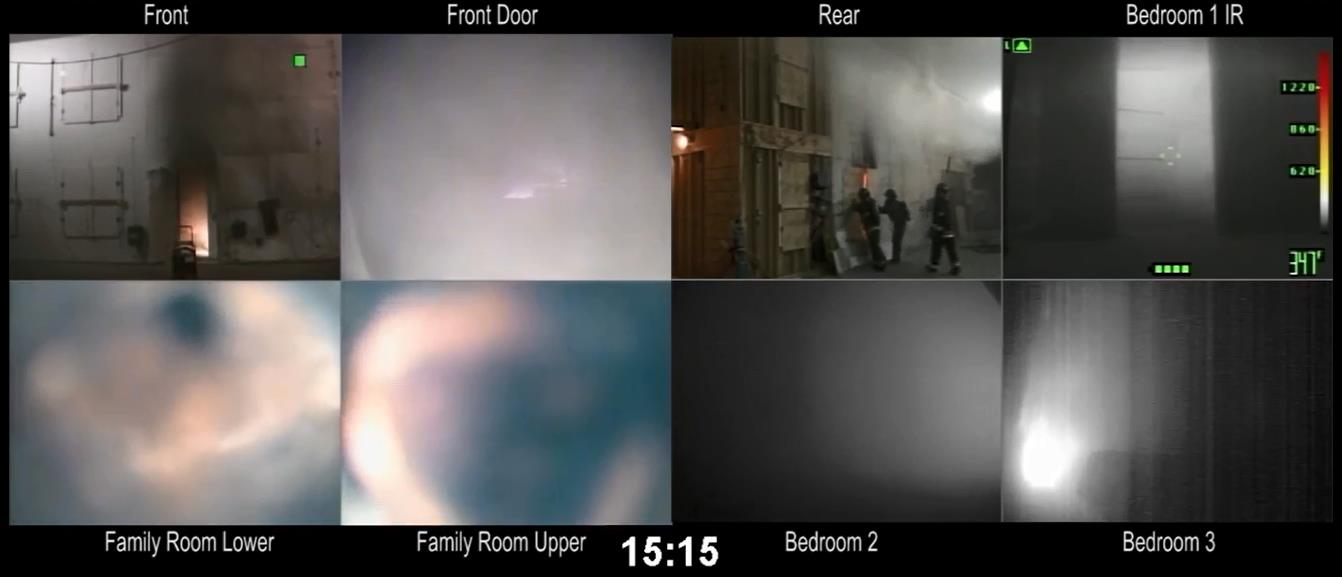 Front Front Door Rear Bedroom 1 IR
L
1220-
860-
620-
347°
Family Room Lower Family Room Upper 15:15 Bedroom 2 Bedroom 3